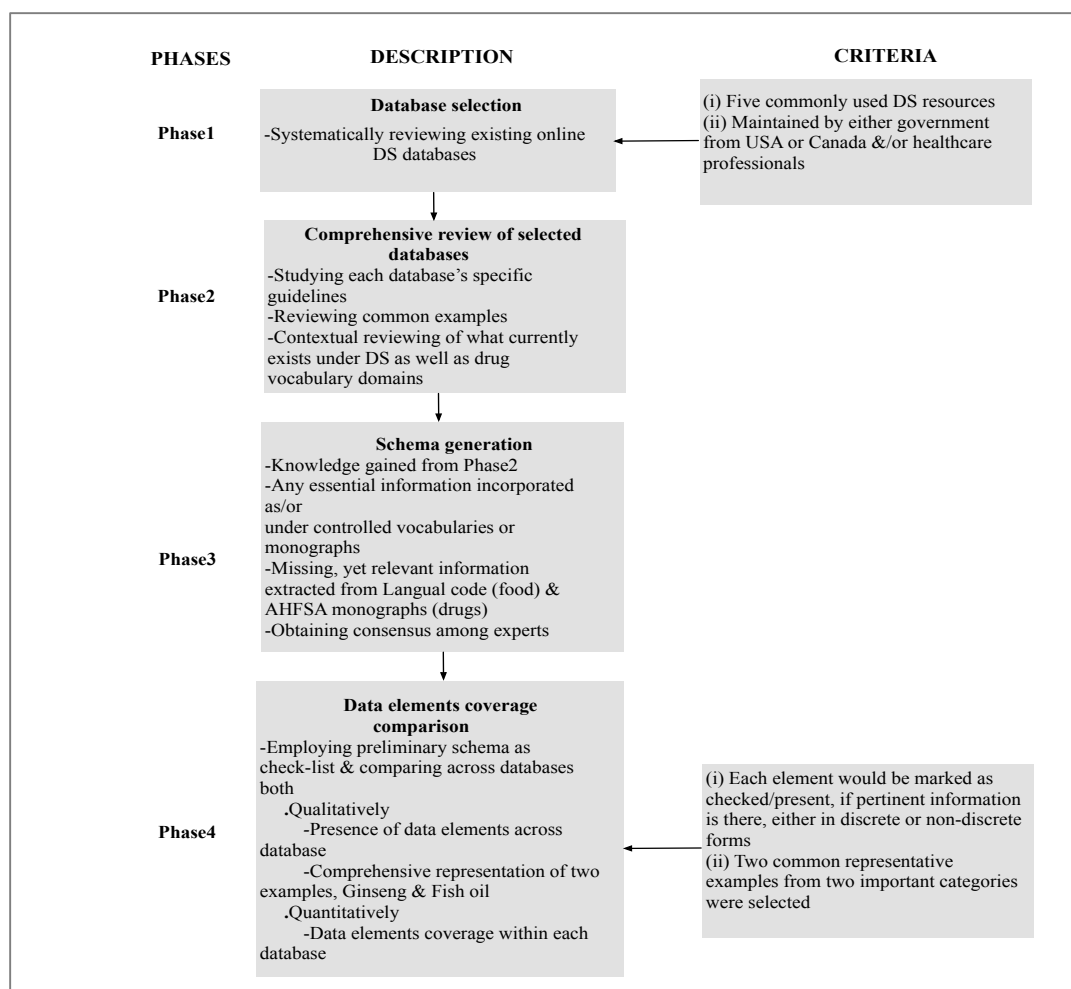 PHASES DESCRIPTION CRITERIA
Phase1
Database selection
-Systematically reviewing existing online
DS databases
(i) Five commonly used DS resources
(ii) Maintained by either government
from USA or Canada &/or healthcare
professionals
Phase2
Comprehensive review of selected
databases
-Studying each database’s specific
guidelines
-Reviewing common examples
-Contextual reviewing of what currently
exists under DS as well as drug
vocabulary domains
Phase3
Schema generation
-Knowledge gained from Phase2
-Any essential information incorporated
as/or
under controlled vocabularies or
monographs
-Missing, yet relevant information
extracted from Langual code (food) &
AHFSA monographs (drugs)
-Obtaining consensus among experts
Phase4
Data elements coverage
comparison
-Employing preliminary schema as
check-list & comparing across databases
both
.Qualitatively
-Presence of data elements across
database
-Comprehensive representation of two
examples, Ginseng & Fish oil
.Quantitatively
-Data elements coverage within each
database
(i) Each element would be marked as
checked/present, if pertinent information
is there, either in discrete or non-discrete
forms
(ii) Two common representative
examples from two important categories
were selected